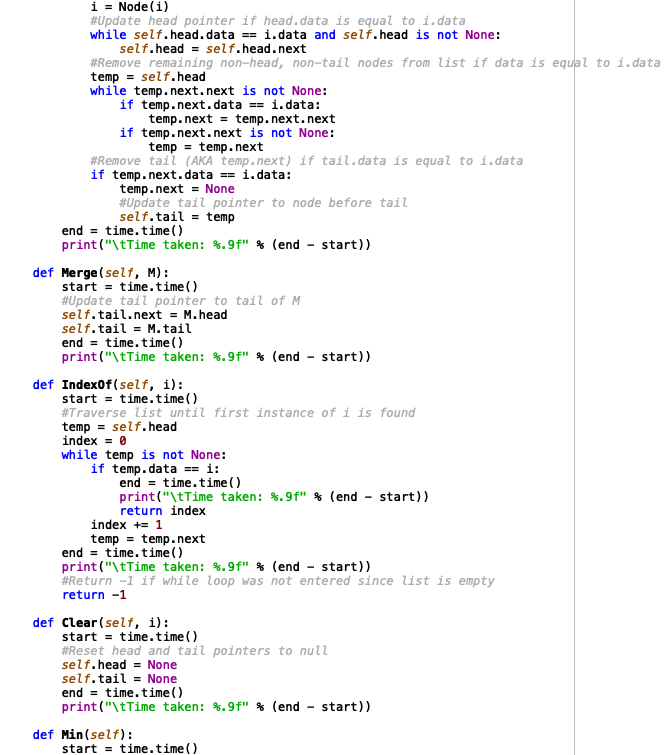 i = Node(i)
#Update head pointer if head.data is equal to i.data
while self.head.data == i.data and self.head is not None:
self.head = self.head.next
#Remove remaining non-head, non-tail nodes from list if data is equal to i.data
temp = self.head
while temp.next.next is not None:
if temp.next.data == i.data:
temp.next = temp.next.next
if temp.next.next is not None:
temp = temp.next
#Remove tail (AKA temp.next) if tail.data is equal to i.data
if temp.next.data == i.data:
temp.next = None
#Update tail pointer to node before tail
self.tail = temp
end = time.time()
print("\tTime taken: %.9f" % (end - start))
def Merge(self, M):
start = time.time()
#Update tail pointer to tail of M
self.tail.next = M.head
self.tail = M.tail
end = time.time()
print("\tTime taken: %.9f" % (end - start))
def IndexOf(self, i):
start = time.time()
#Traverse list until first instance of i is found
temp = self.head
index = 0
while temp is not None:
if temp.data == i:
end = time.time()
print("\tTime taken: %.9f" % (end - start))
return index
index += 1
temp = temp.next
end = time.time()
print("\tTime taken: %.9f" % (end - start))
#Return -1 if while loop was not entered since list is empty
return -1
def Clear(self, i):
start = time.time()
#Reset head and tail pointers to null
self.head = None
self.tail = None
end = time.time()
print("\tTime taken: %.9f" % (end - start))
def Min(self):
start = time.time()